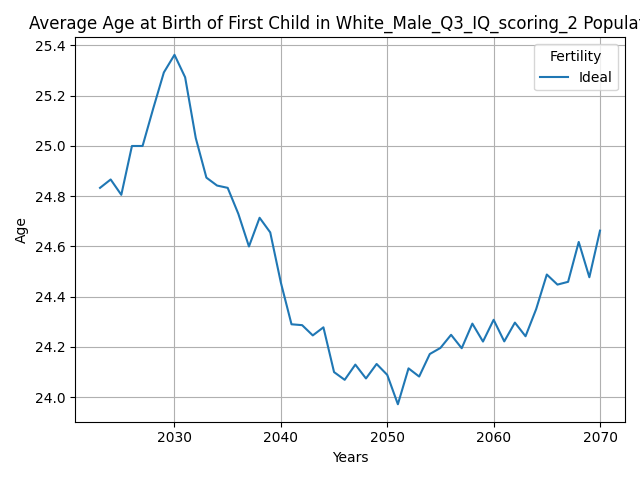 Average Age at Birth of First Child in White_Male_Q3_IQ_scoring_2 Popula
Fertility
Ideal
25.4
25.2
25.0
24.8
24.6
24.4
24.2
24.0
Age
2030 2040 2050 2060 2070
Years